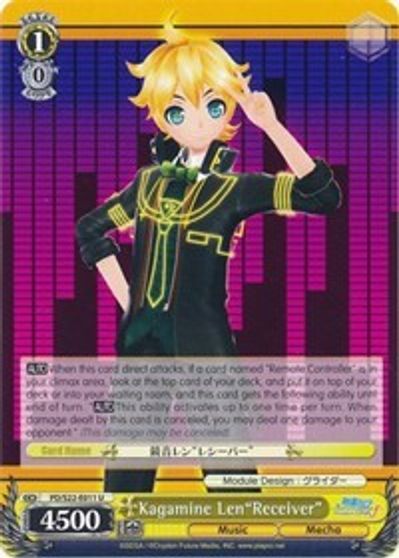 1
0
AUTO When this card direct attacks, if a card named "Remote Controller" is in
your climax area, look at the top card of your deck, and put it on top of your
deck or into your waiting room, and this card gets the following ability until
end of turn. "AUTO This ability activates up to one time per turn. When
damage dealt by this card is canceled, you may deal one damage to your
opponent. This damage may be canceled."
Card Name
鏡音レン"レシーバー"
Module Design : グライダー
PD/S22-E011 U
4500
Kagamine Len "Receiver"
Music
Mecha